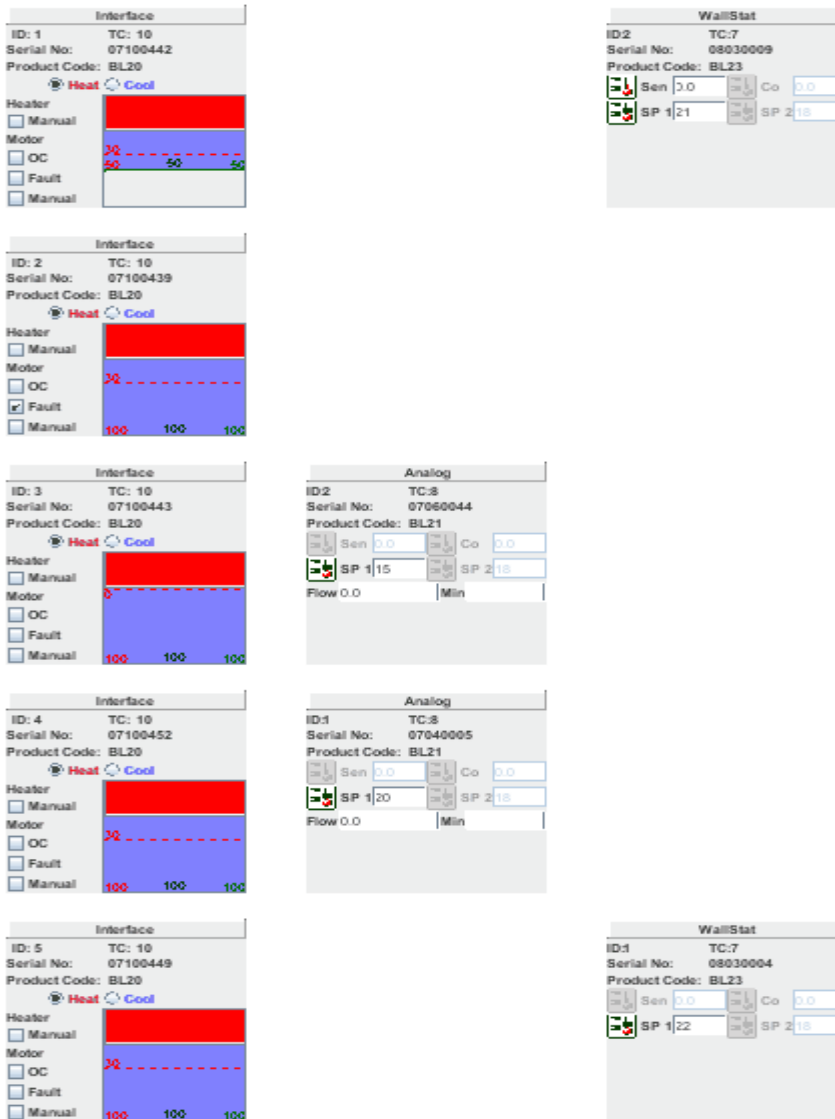 Interface
ID: 1 TC: 10
Serial No: 07100442
Product Code: BL20
Heat Cool
Heater
Manual
Motor
OC
Fault
Manual
30
50 50 50
WallStat
ID:2 TC:7
Serial No: 08030009
Product Code: BL23
Sen 0.0 Co 0.0
SP 1 21 SP 2 18
Interface
ID: 2 TC: 10
Serial No: 07100439
Product Code: BL20
Heat Cool
Heater
Manual
Motor
OC
Fault
Manual
30
100 100 100
Interface
ID: 3 TC: 10
Serial No: 07100443
Product Code: BL20
Heat Cool
Heater
Manual
Motor
OC
Fault
Manual
0
100 100 100
Analog
ID:2 TC:8
Serial No: 07060044
Product Code: BL21
Sen 0.0 Co 0.0
SP 1 15 SP 2 18
Flow 0.0 Min
Interface
ID: 4 TC: 10
Serial No: 07100452
Product Code: BL20
Heat Cool
Heater
Manual
Motor
OC
Fault
Manual
30
100 100 100
Analog
ID:1 TC:8
Serial No: 07040005
Product Code: BL21
Sen 0.0 Co 0.0
SP 1 20 SP 2 18
Flow 0.0 Min
Interface
ID: 5 TC: 10
Serial No: 07100449
Product Code: BL20
Heat Cool
Heater
Manual
Motor
OC
Fault
Manual
30
100 100 100
WallStat
ID:1 TC:7
Serial No: 08030004
Product Code: BL23
Sen 0.0 Co 0.0
SP 1 22 SP 2 18